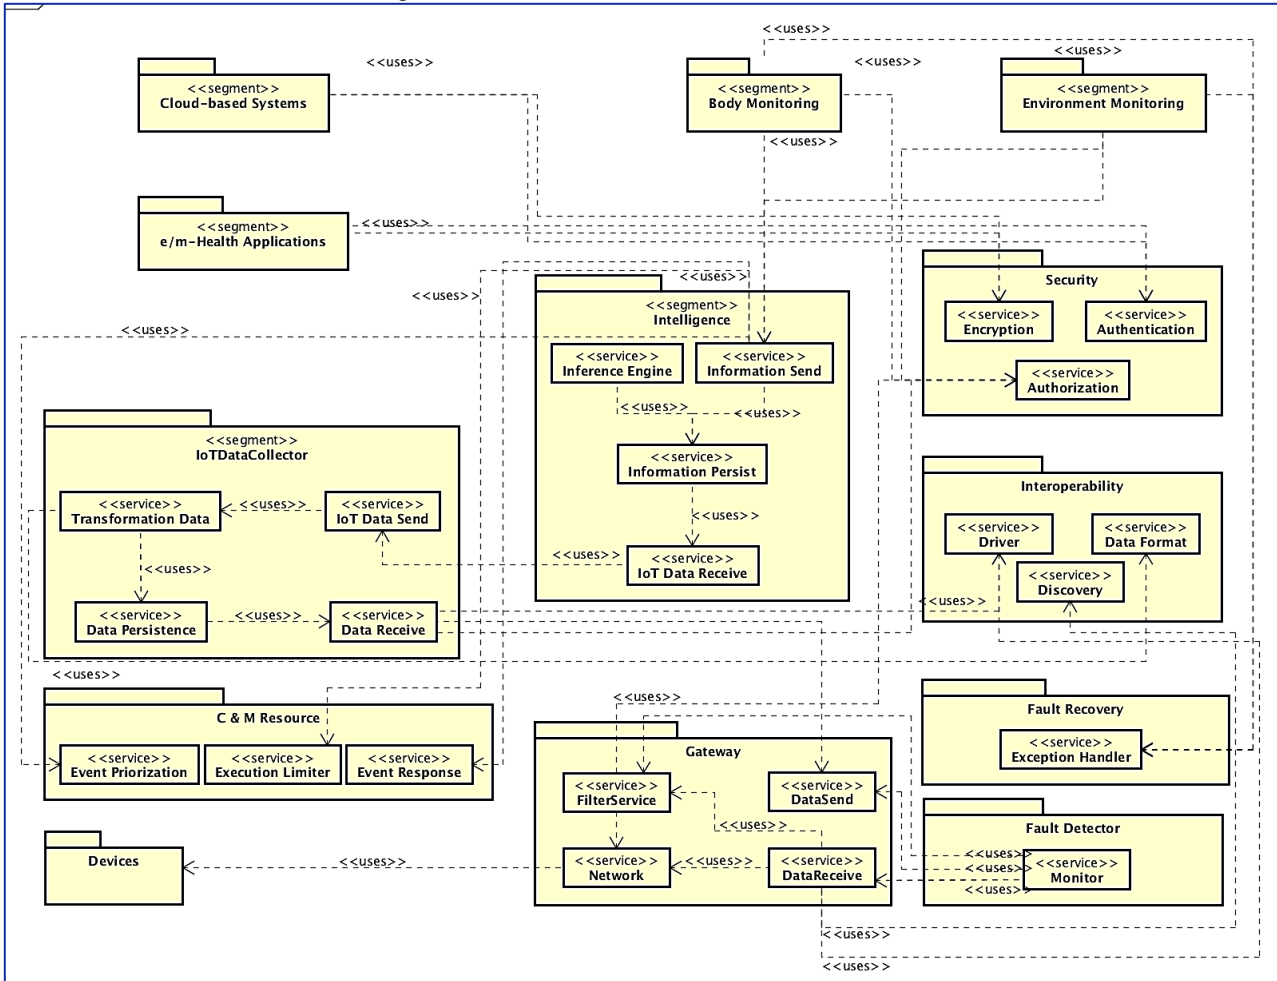 <<uses>>
<<uses>>
<<uses>>
<<uses>>
<<segment>>
Cloud-based Systems
<<segment>>
Body Monitoring
<<segment>>
Environment Monitoring
<<uses>>
<<segment>>
e/m-Health Applications
<<uses>>
<<uses>>
<<uses>>
<<uses>>
<<segment>>
Intelligence
<<service>>
Inference Engine
<<service>>
Information Send
<<uses>>
<<uses>>
<<service>>
Information Persist
<<uses>>
<<service>>
IoT Data Receive
<<uses>>
Security
<<service>>
Encryption
<<service>>
Authentication
<<service>>
Authorization
<<segment>>
IoTDataCollector
<<service>>
Transformation Data
<<uses>>
<<service>>
IoT Data Send
<<uses>>
<<service>>
Data Persistence
<<uses>>
<<service>>
Data Receive
Interoperability
<<service>>
Driver
<<service>>
Data Format
<<service>>
Discovery
<<uses>>
<<uses>>
C & M Resource
<<service>>
Event Priorization
<<service>>
Execution Limiter
<<service>>
Event Response
<<uses>>
Gateway
<<service>>
FilterService
<<service>>
DataSend
<<uses>>
<<service>>
Network
<<uses>>
<<service>>
DataReceive
Fault Recovery
<<service>>
Exception Handler
Fault Detector
<<uses>>
<<uses>>
<<uses>>
<<service>>
Monitor
Devices
<<uses>>
<<uses>>
<<uses>>